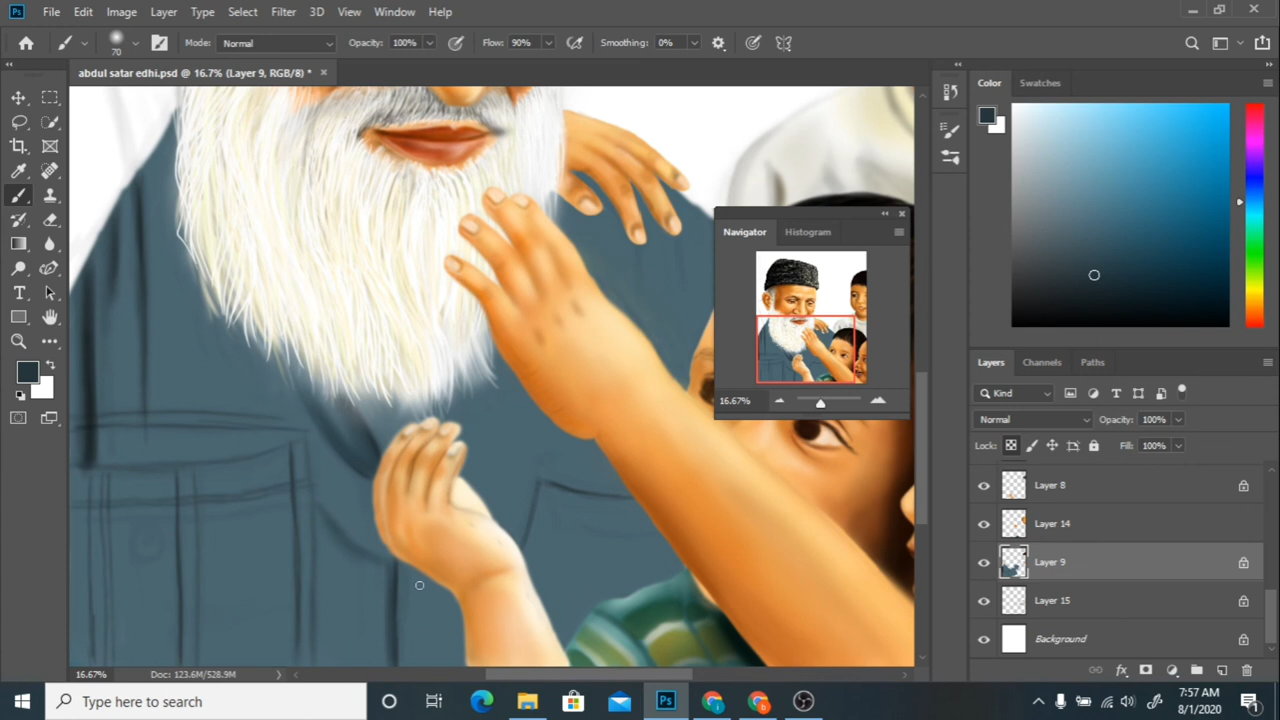 Ps File Edit Image Layer Type Select Filter 3D View Window Help
70 Mode: Normal Opacity: 100% Flow: 90% Smoothing: 0%
abdul satar edhi.psd @ 16.7% (Layer 9, RGB/8) *
Color Swatches
Navigator Histogram
16.67%
Layers Channels Paths
Kind
Normal Opacity: 100%
Lock: Fill: 100%
Layer 8
Layer 14
Layer 9
Layer 15
Background
16.67% Doc: 123.6M/528.9M
Type here to search
Ps
7:57 AM
8/1/2020